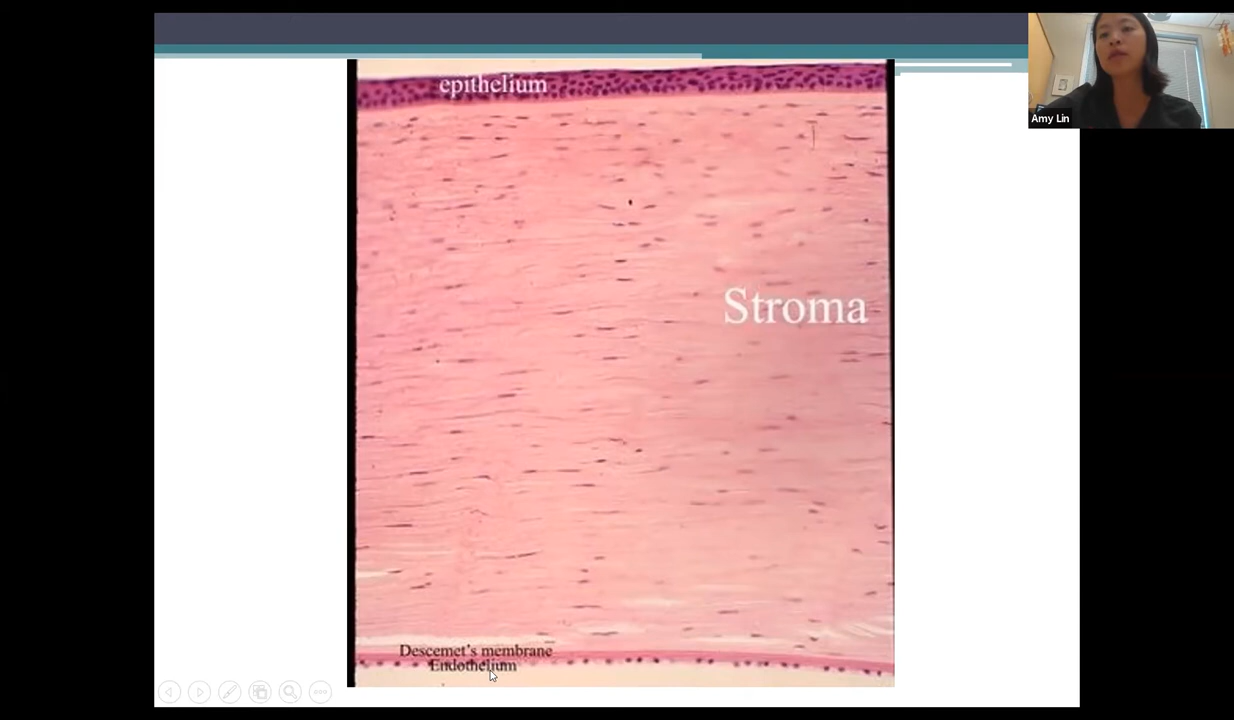 epithelium
Amy Lin
Stroma
Descemet's membrane
Endothelium